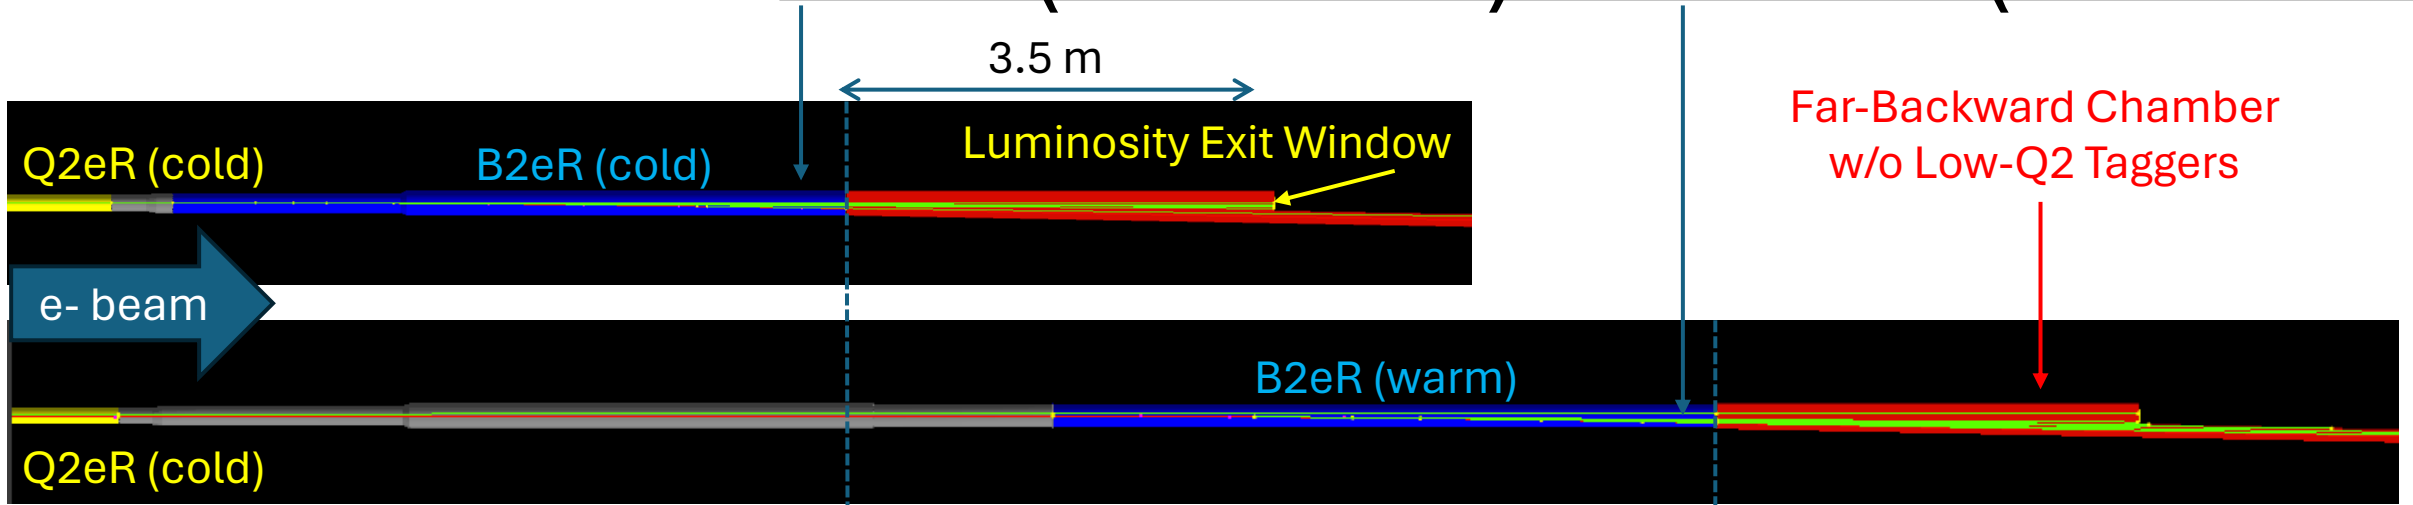 3.5 m
Far-Backward Chamber
w/o Low-Q2 Taggers
Luminosity Exit Window
Q2eR (cold)
B2eR (cold)
e- beam
B2eR (warm)
Q2eR (cold)